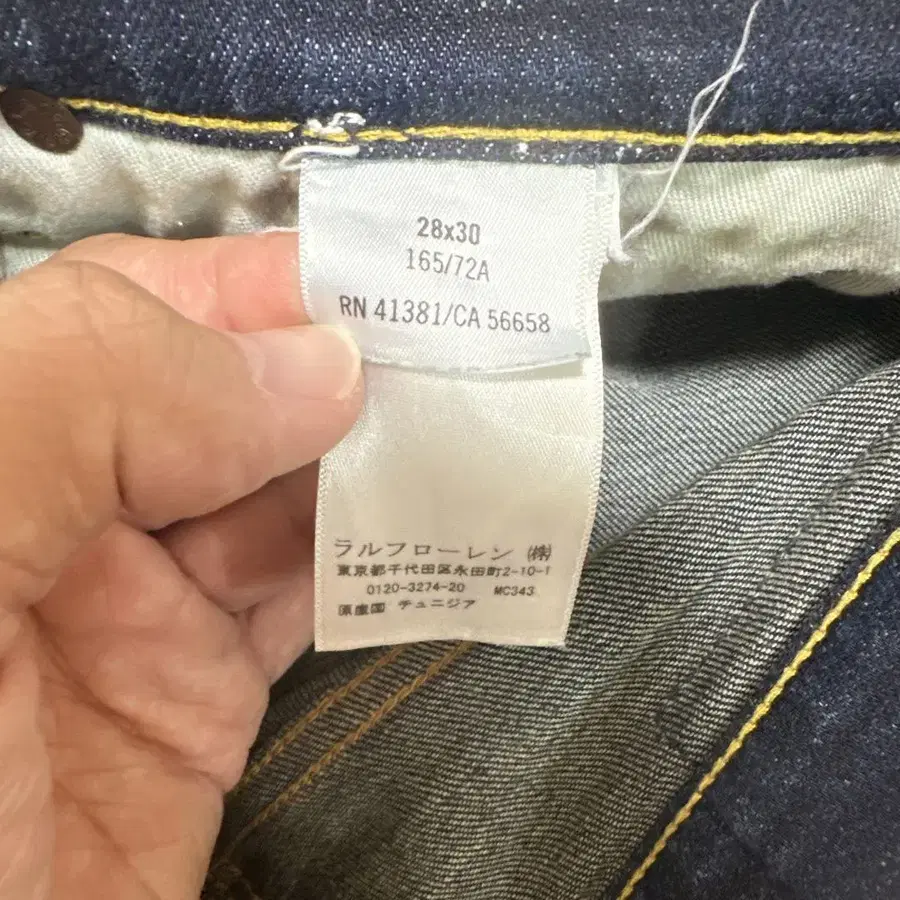 28x30
165/72A
RN 41381/CA 56658
ラルフローレン ㈱
東京都千代田区永田町2-10-1
0120-3274-20 MC343
原産国 チュニジア